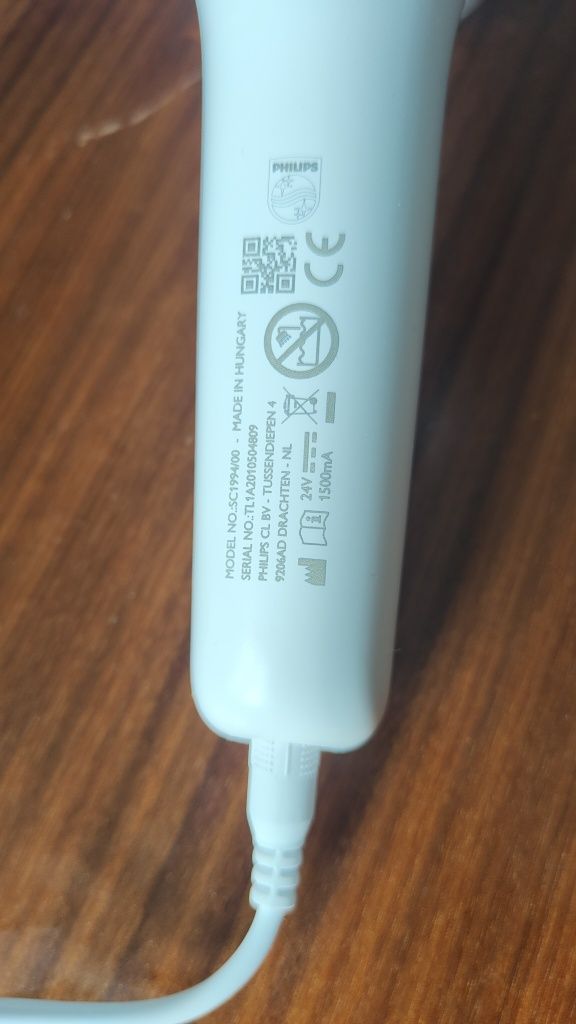 PHILIPS
CE
MODEL NO.:SC1994/00 - MADE IN HUNGARY
SERIAL NO.:TL1A2010504809
PHILIPS CL BV - TUSSENDIEPEN 4
9206AD DRACHTEN - NL
24V
1500mA